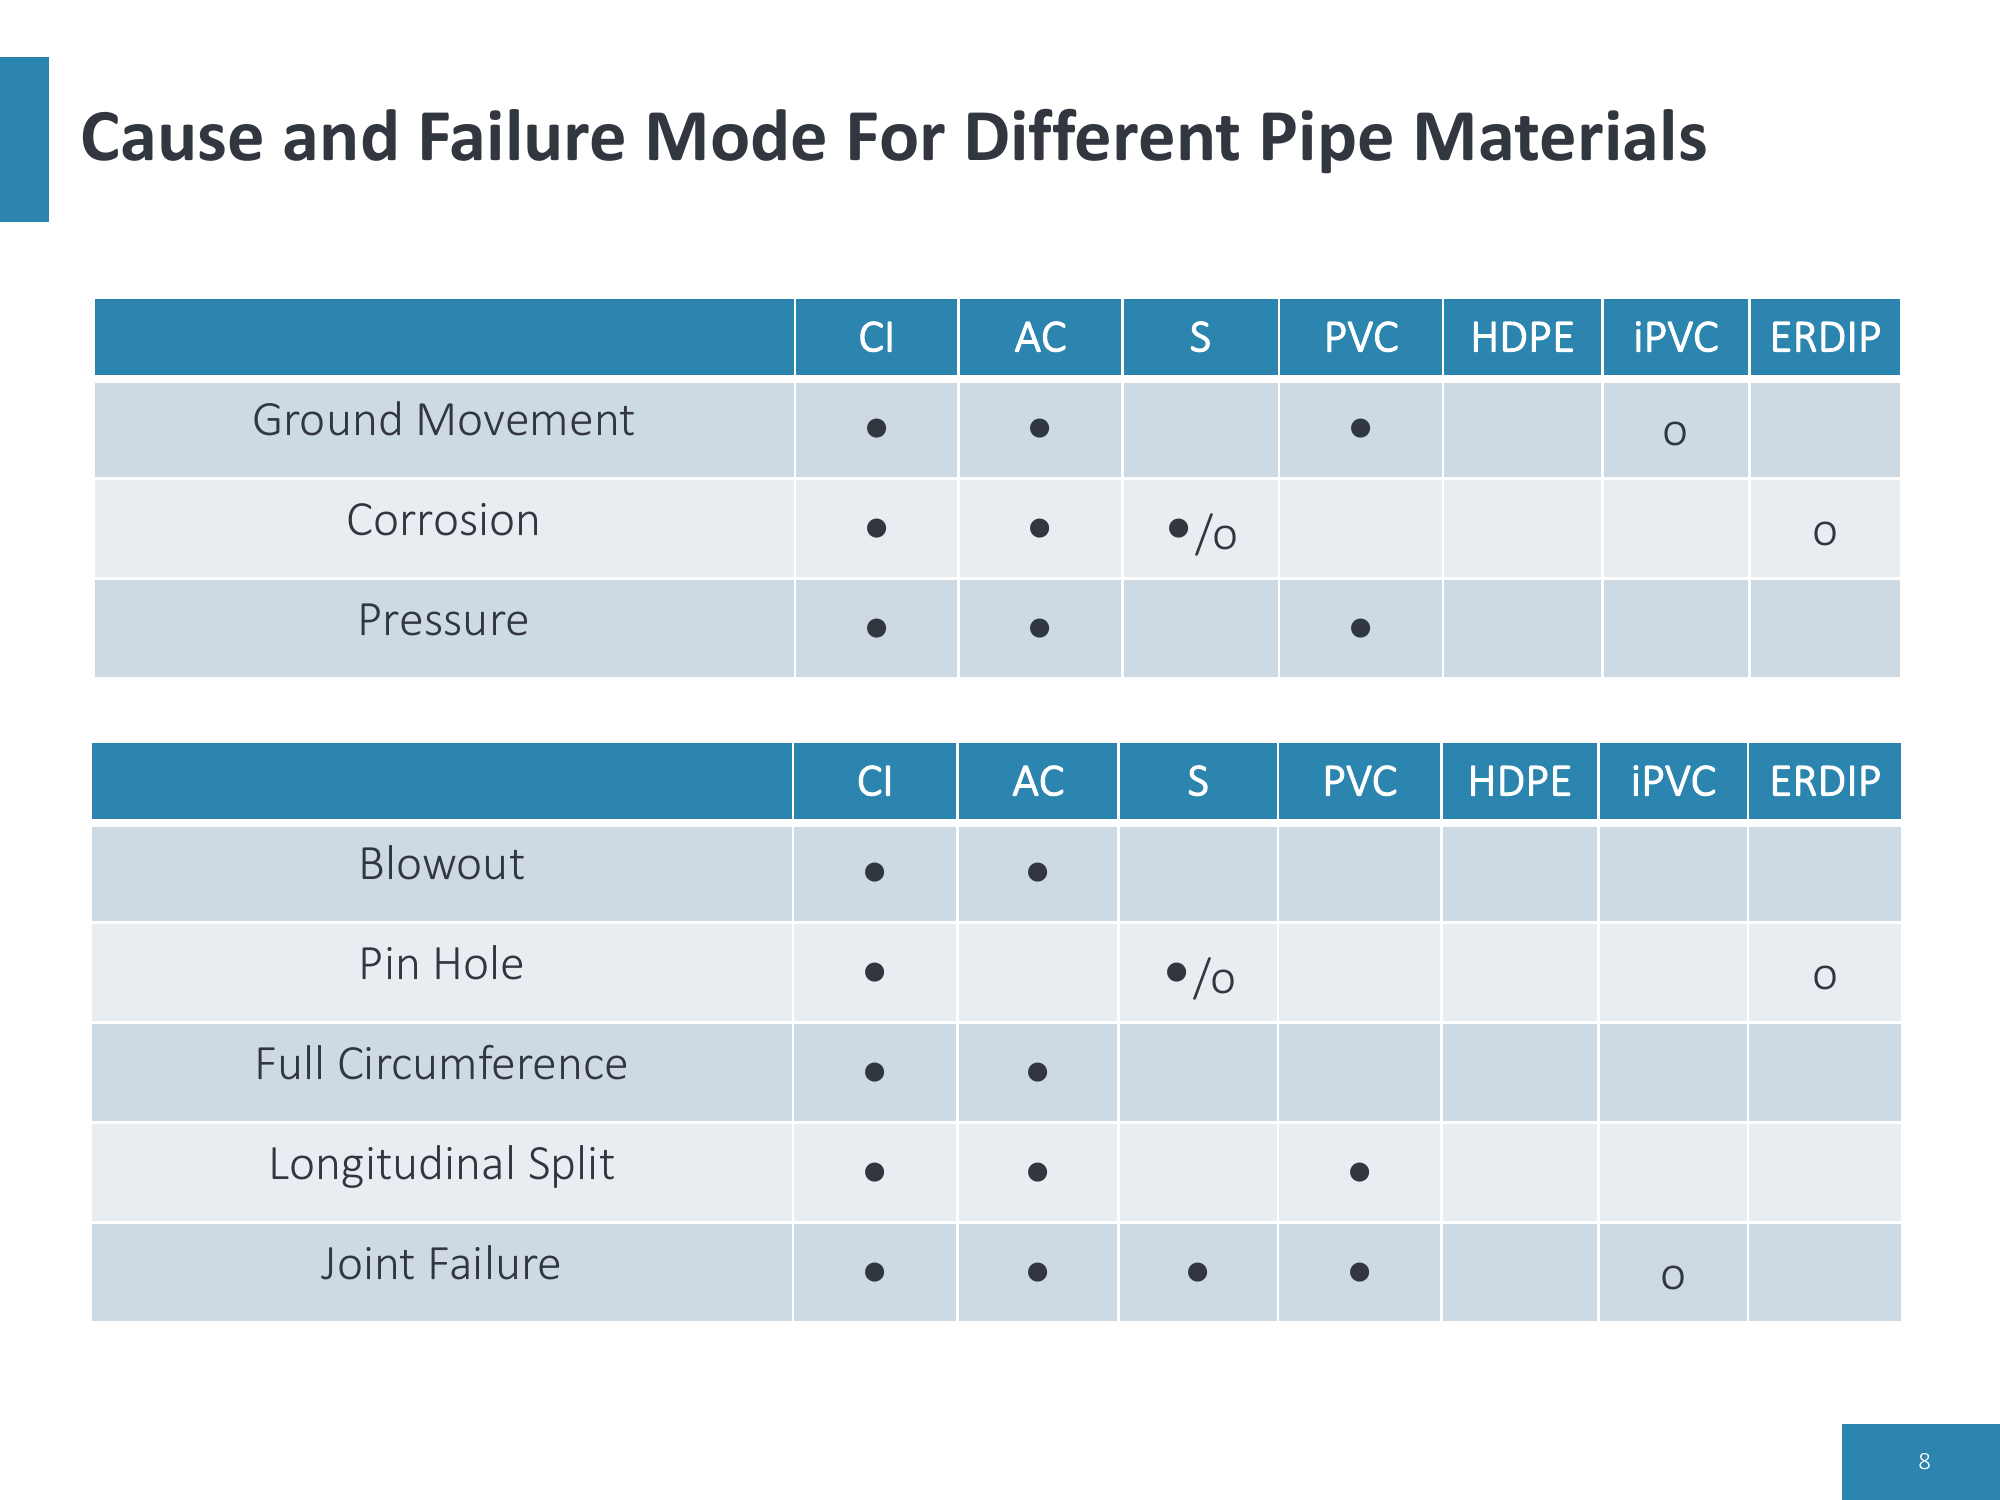 Cause and Failure Mode For Different Pipe Materials
CI AC S PVC HDPE iPVC ERDIP
Ground Movement • • • o
Corrosion • • •/o o
Pressure • • •
CI AC S PVC HDPE iPVC ERDIP
Blowout • •
Pin Hole • •/o o
Full Circumference • •
Longitudinal Split • • •
Joint Failure • • • • o
8